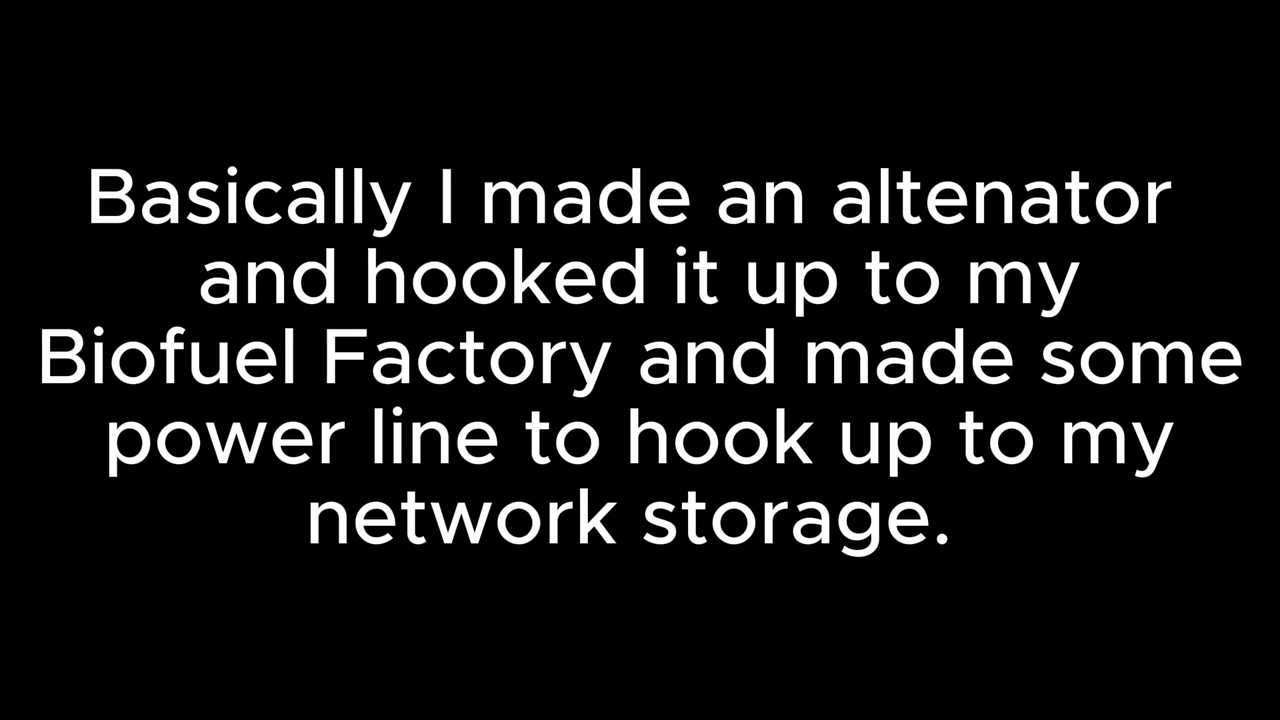 Basically I made an altenator
and hooked it up to my
Biofuel Factory and made some
power line to hook up to my
network storage.